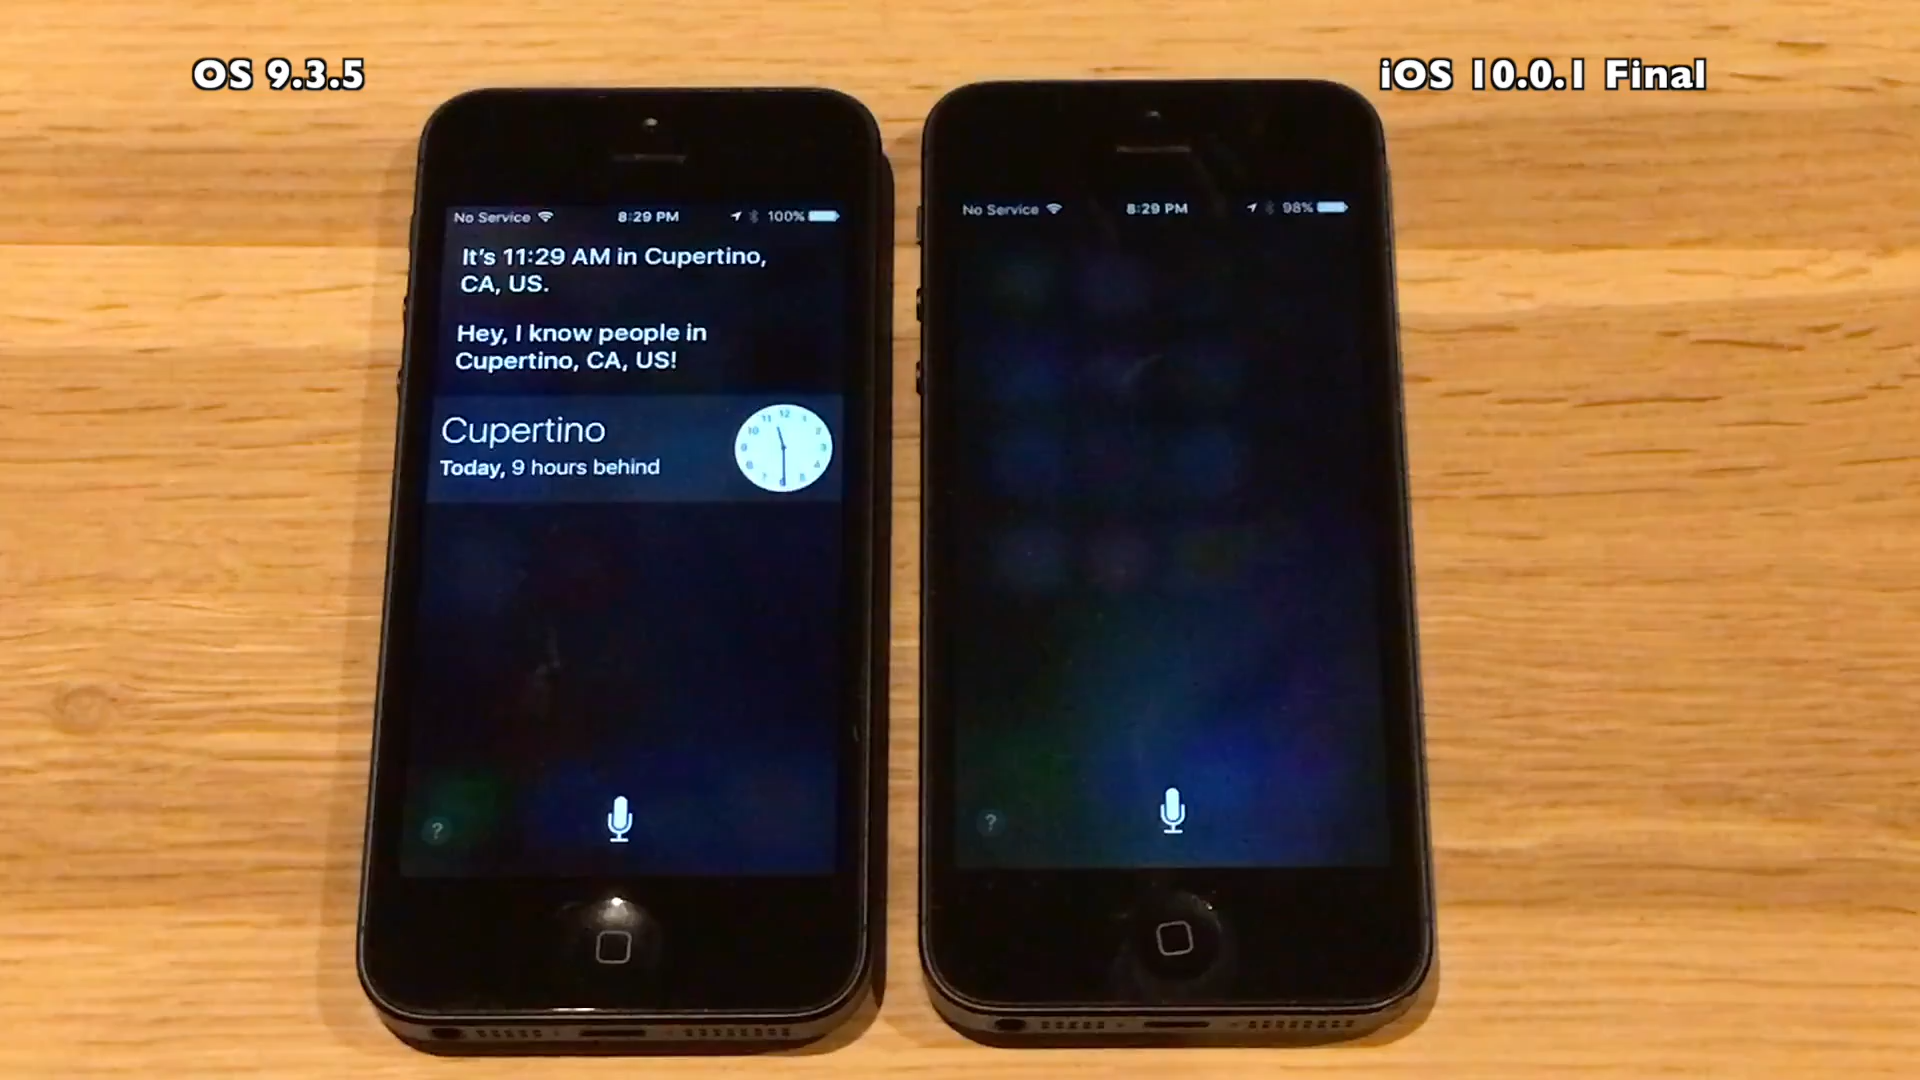 OS 9.3.5
iOS 10.0.1 Final
No Service 8:29 PM 100%
It's 11:29 AM in Cupertino,
CA, US.
Hey, I know people in
Cupertino, CA, US!
Cupertino
Today, 9 hours behind
12
?
No Service 8:29 PM 98%
?